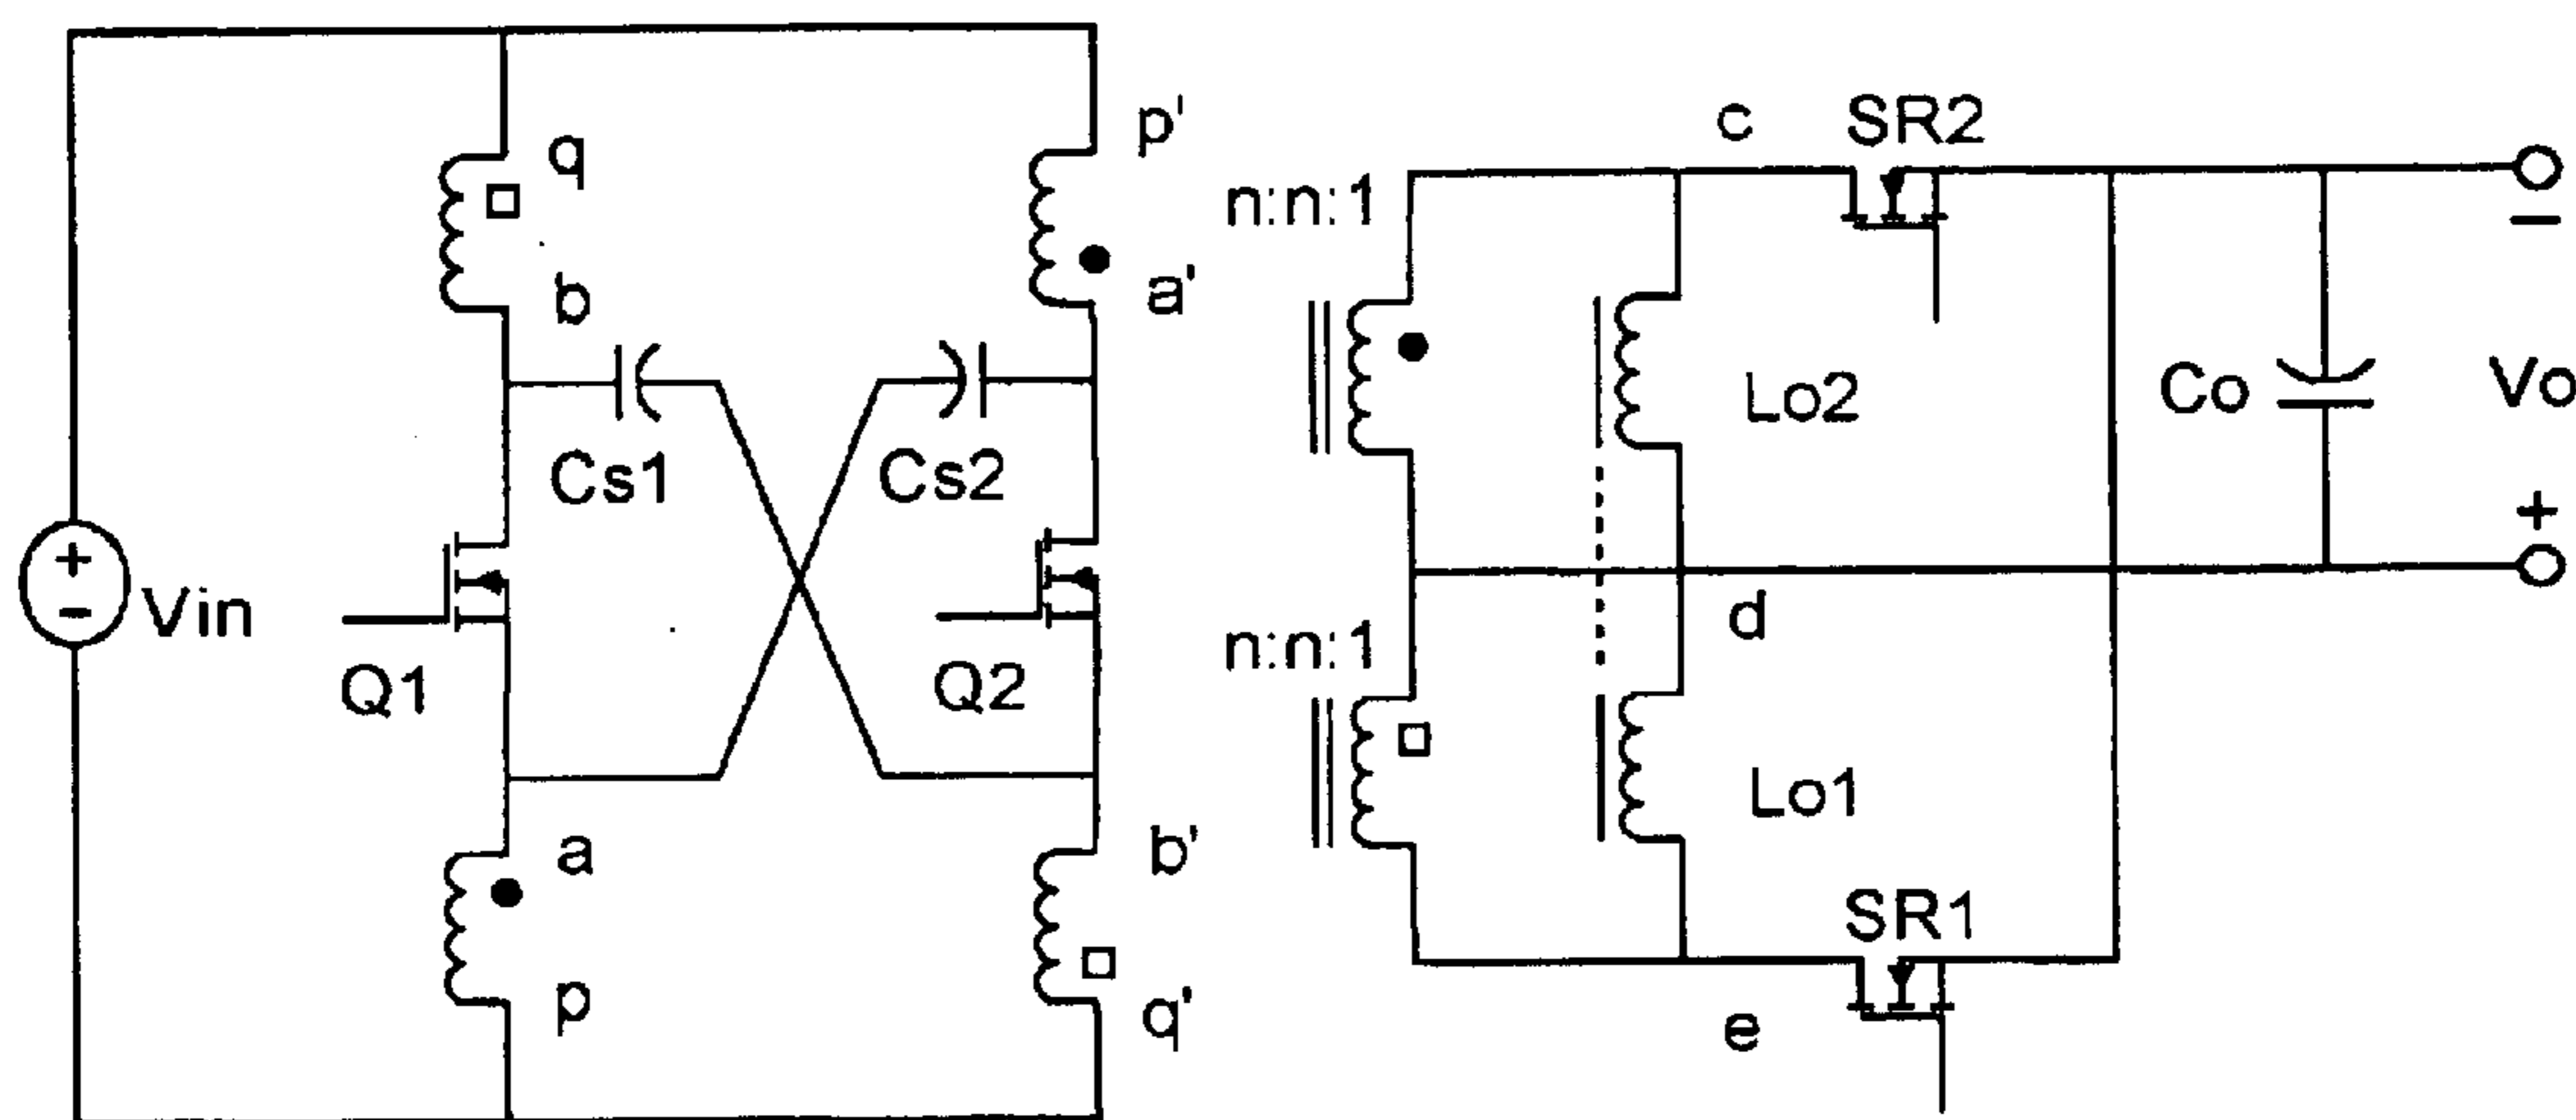 q
b
p'
a'
n:n:1
c
SR2
−
Cs1
Cs2
Lo2
Co
Vo
+
+
-
Vin
Q1
Q2
n:n:1
d
a
p
b'
q'
Lo1
SR1
e